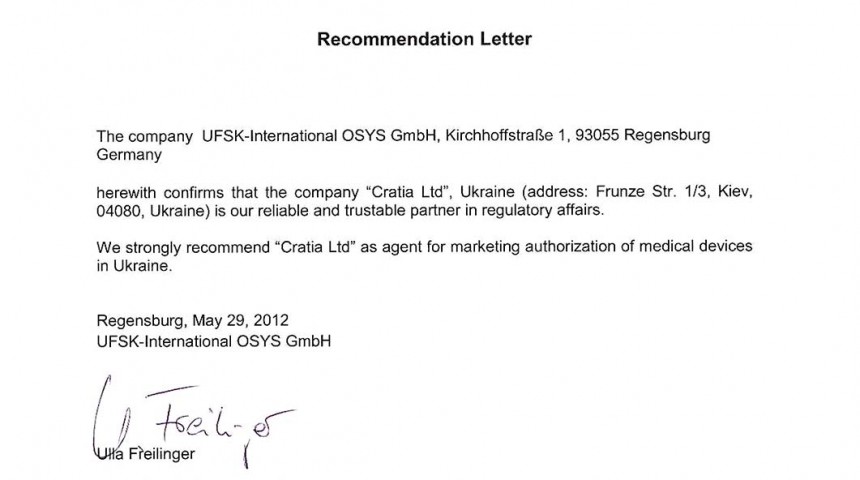 Recommendation Letter
The company UFSK-International OSYS GmbH, Kirchhoffstraße 1, 93055 Regensburg
Germany
herewith confirms that the company “Cratia Ltd”, Ukraine (address: Frunze Str. 1/3, Kiev,
04080, Ukraine) is our reliable and trustable partner in regulatory affairs.
We strongly recommend “Cratia Ltd” as agent for marketing authorization of medical devices
in Ukraine.
Regensburg, May 29, 2012
UFSK-International OSYS GmbH
U Freilinger
Ulla Freilinger